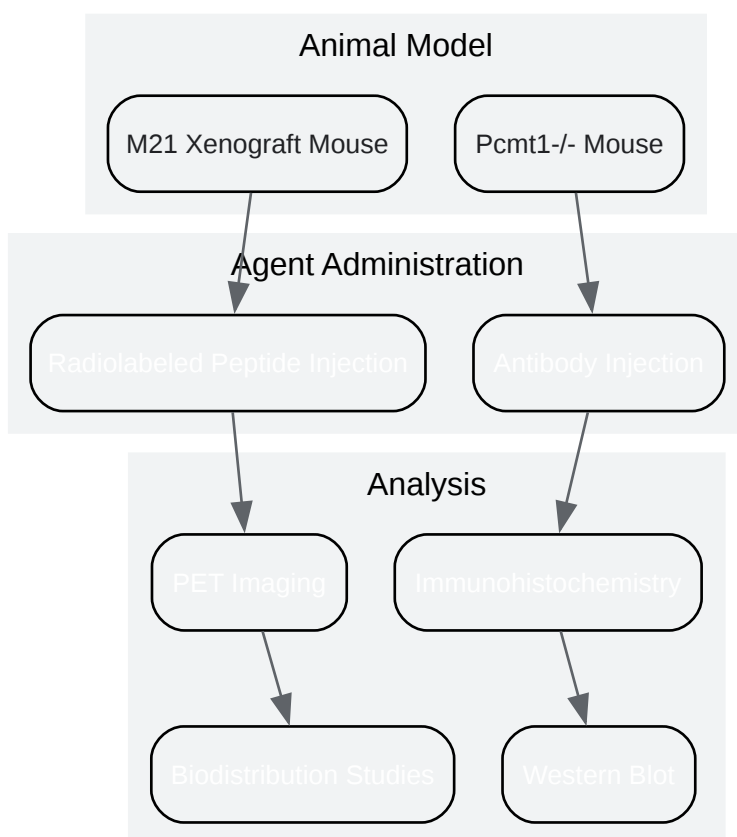 Animal Model
M21 Xenograft Mouse
Pcmt1-/- Mouse
Agent Administration
Radiolabeled Peptide Injection
Antibody Injection
Analysis
PET Imaging
Immunohistochemistry
Biodistribution Studies
Western Blot